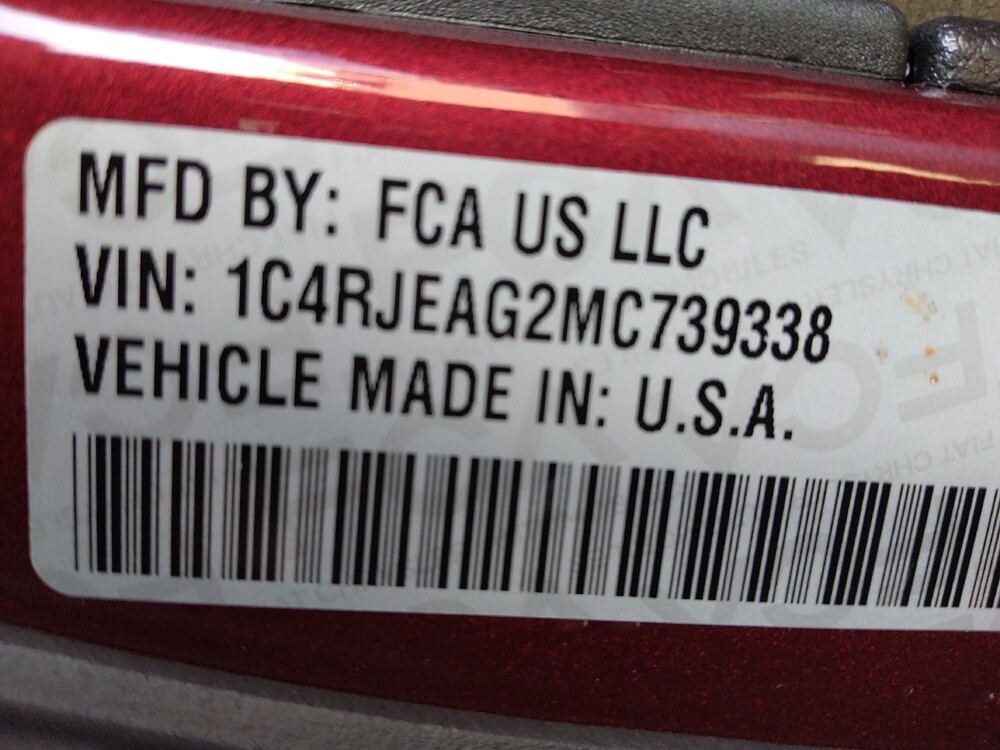 MFD BY: FCA US LLC
VIN: 1C4RJEAG2MC739338
VEHICLE MADE IN: U.S.A.